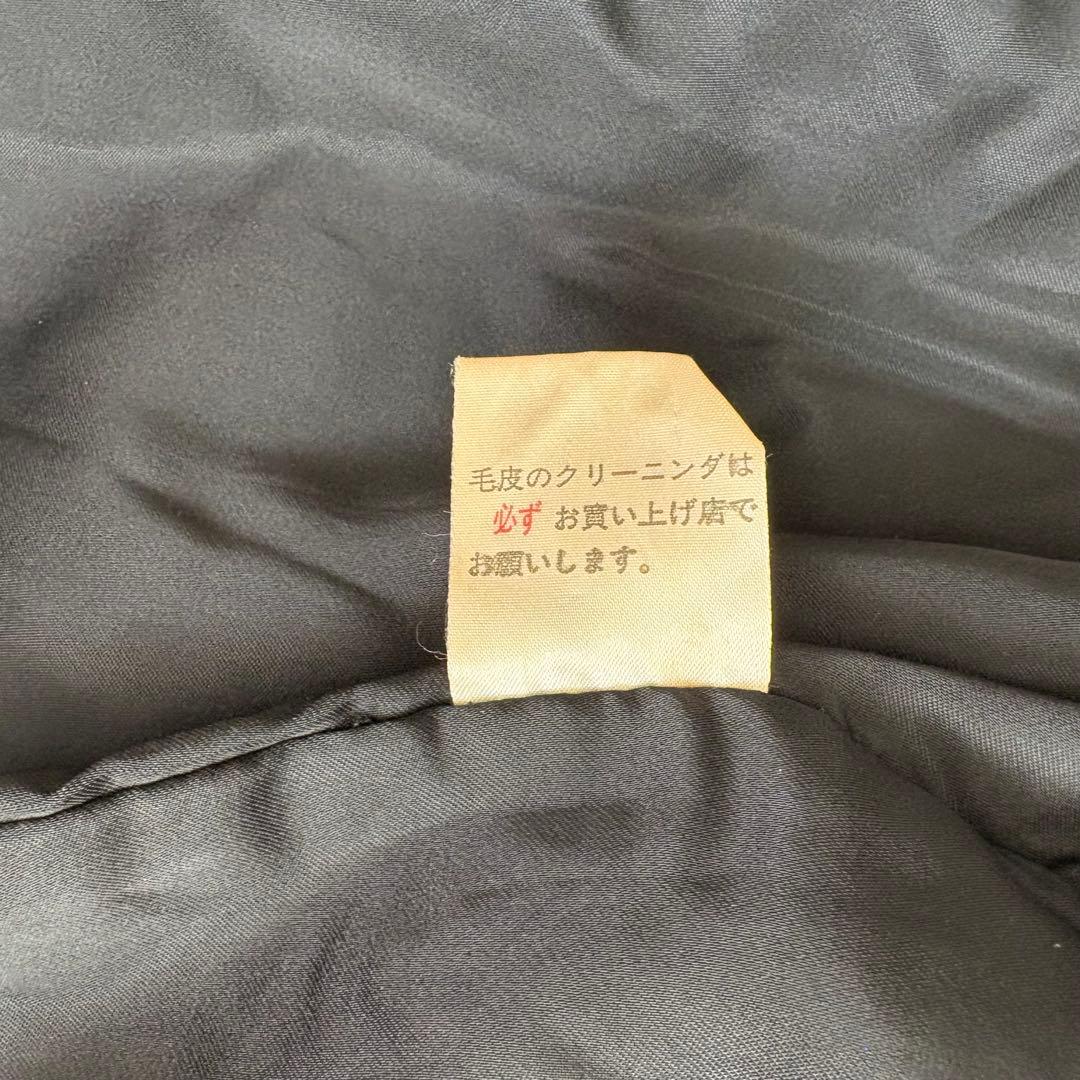 毛皮のクリーニングは
必ずお買い上げ店で
お願いします。